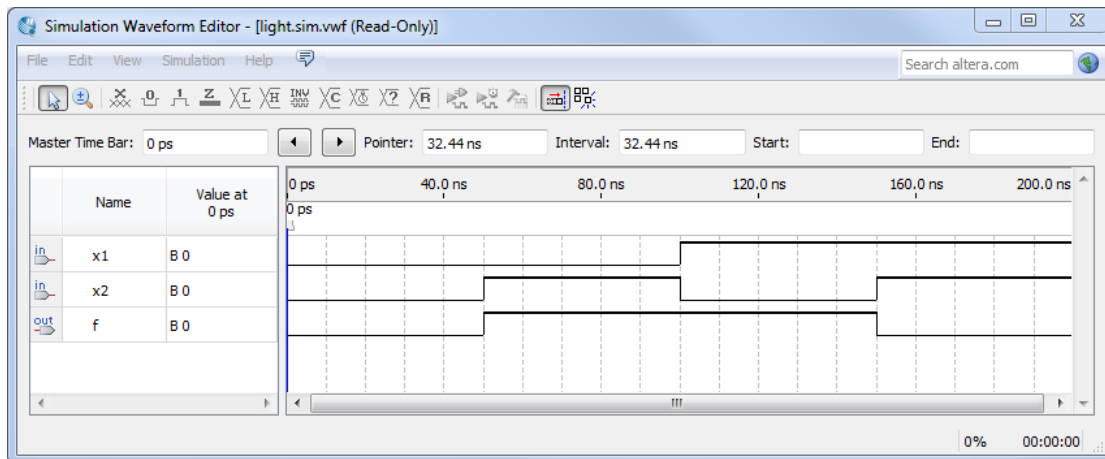 Simulation Waveform Editor - [light.sim.vwf (Read-Only)]
File Edit View Simulation Help Search altera.com
Master Time Bar: 0 ps Pointer: 32.44 ns Interval: 32.44 ns Start: End:
Name Value at 0 ps
0 ps 40.0 ns 80.0 ns 120.0 ns 160.0 ns 200.0 ns
0 ps
in x1 B 0
in x2 B 0
out f B 0
0% 00:00:00